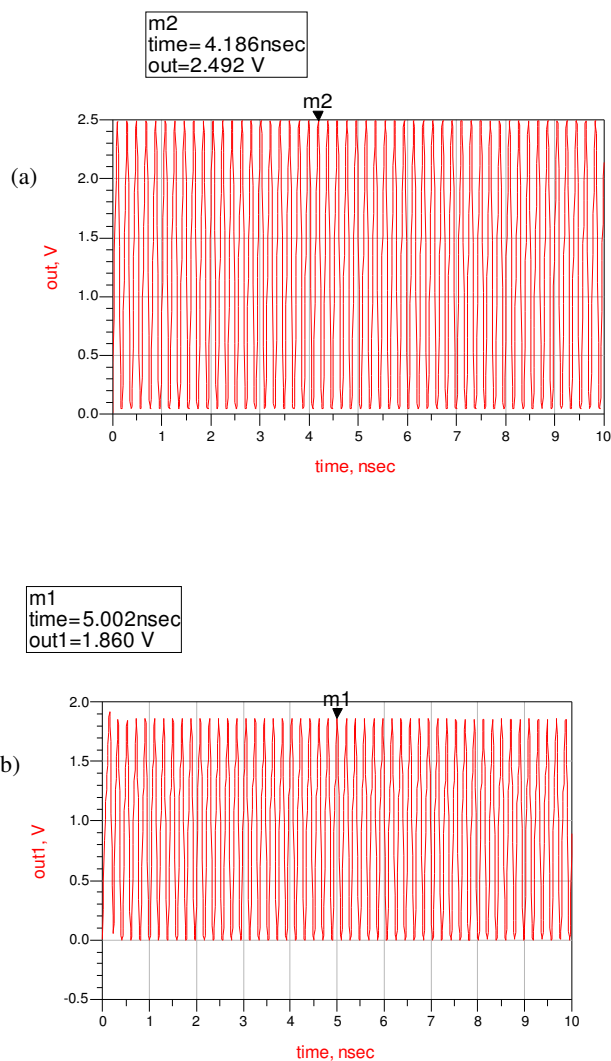 m2
time=4.186nsec
out=2.492 V
m2
(a)
2.5
2.0
1.5
1.0
0.5
0.0
out, V
0 1 2 3 4 5 6 7 8 9 10
time, nsec
m1
time=5.002nsec
out1=1.860 V
m1
b)
2.0
1.5
1.0
0.5
0.0
-0.5
out1, V
0 1 2 3 4 5 6 7 8 9 10
time, nsec